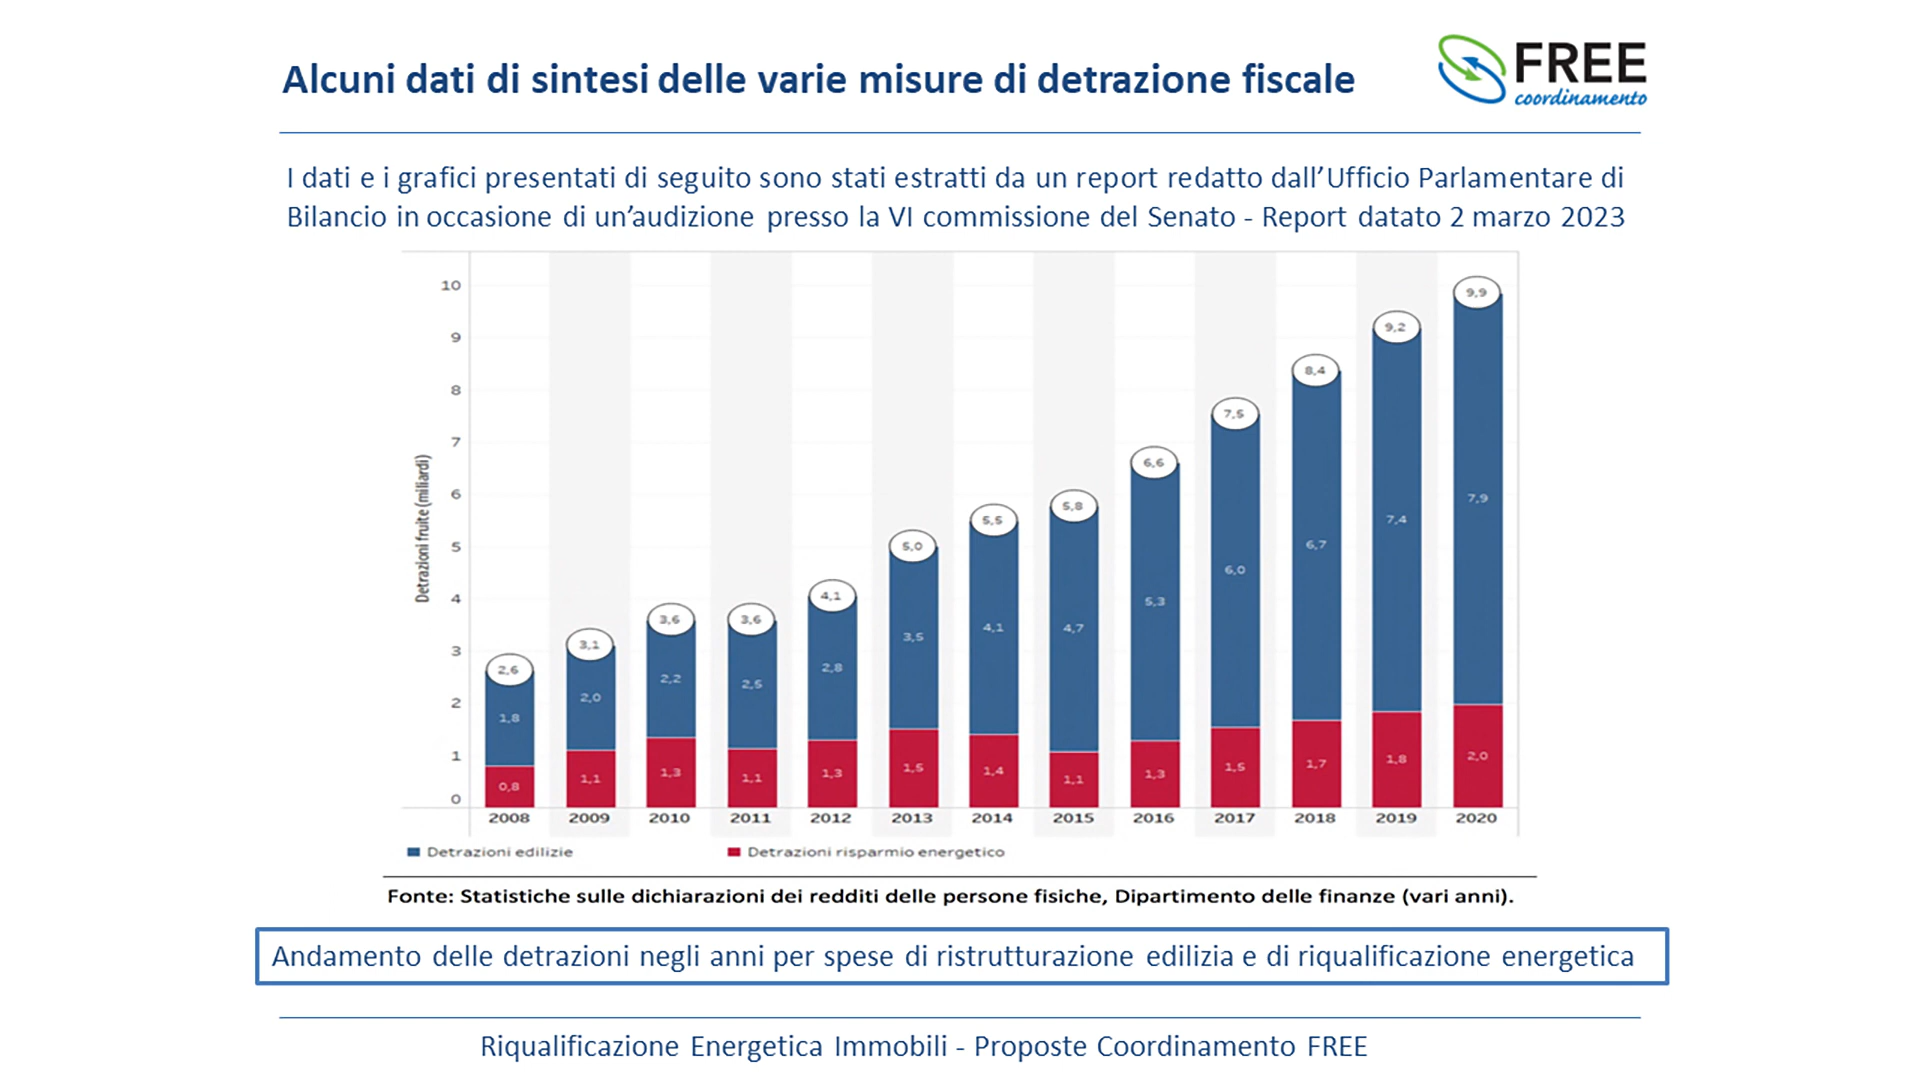 Alcuni dati di sintesi delle varie misure di detrazione fiscale
FREE
coordinamento
I dati e i grafici presentati di seguito sono stati estratti da un report redatto dall’Ufficio Parlamentare di
Bilancio in occasione di un’audizione presso la VI commissione del Senato - Report datato 2 marzo 2023
Detrazioni fruite (miliardi)
10
9
8
7
6
5
4
3
2
1
0
2,6 3,1 3,6 3,6 4,1 5,0 5,5 5,8 6,6 7,5 8,4 9,2 9,9
1,8 2,0 2,2 2,5 2,8 3,5 4,1 4,7 5,3 6,0 6,7 7,4 7,9
0,8 1,1 1,3 1,1 1,3 1,5 1,4 1,1 1,3 1,5 1,7 1,8 2,0
2008 2009 2010 2011 2012 2013 2014 2015 2016 2017 2018 2019 2020
Detrazioni edilizie Detrazioni risparmio energetico
Fonte: Statistiche sulle dichiarazioni dei redditi delle persone fisiche, Dipartimento delle finanze (vari anni).
Andamento delle detrazioni negli anni per spese di ristrutturazione edilizia e di riqualificazione energetica
Riqualificazione Energetica Immobili - Proposte Coordinamento FREE